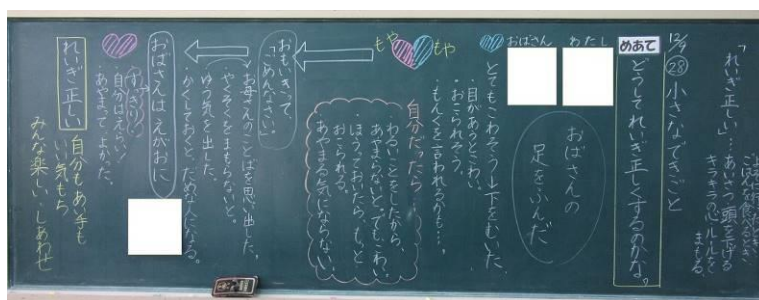 「れいぎ正しい」…あいさつ 頭を下げる
ごはんを食べるとき
キラキラ心 ルールなど
まもる。
12/9
㉘ 小さなできごと
めあて
どうしてれいぎ正しくするのかな。
わたし
おばさん
おばさんの
足をふんだ
とてもこわそう→下をむいた
・目があうとこわい。
・おこられそう。
・もんくを言われるかも…。
もや
もや
自分だったら
わるいことをしたから、
あやまらないと。でもこわい。
・ほうっておいたら、もっと
おこられる。
あやまる気にならない。
おもいきって、
「ごめんなさい。」
お母さんのことばを思い出した。
やくそくをまもらないと。
ゆう気を出した。
かくしておくと、だめな人になる。
おばさんは えがおに
すっきり
自分はえらい!
あやまってよかった。
れいぎ正しい
自分もあい手も
いい気もち
みんな楽しい・しあわせ